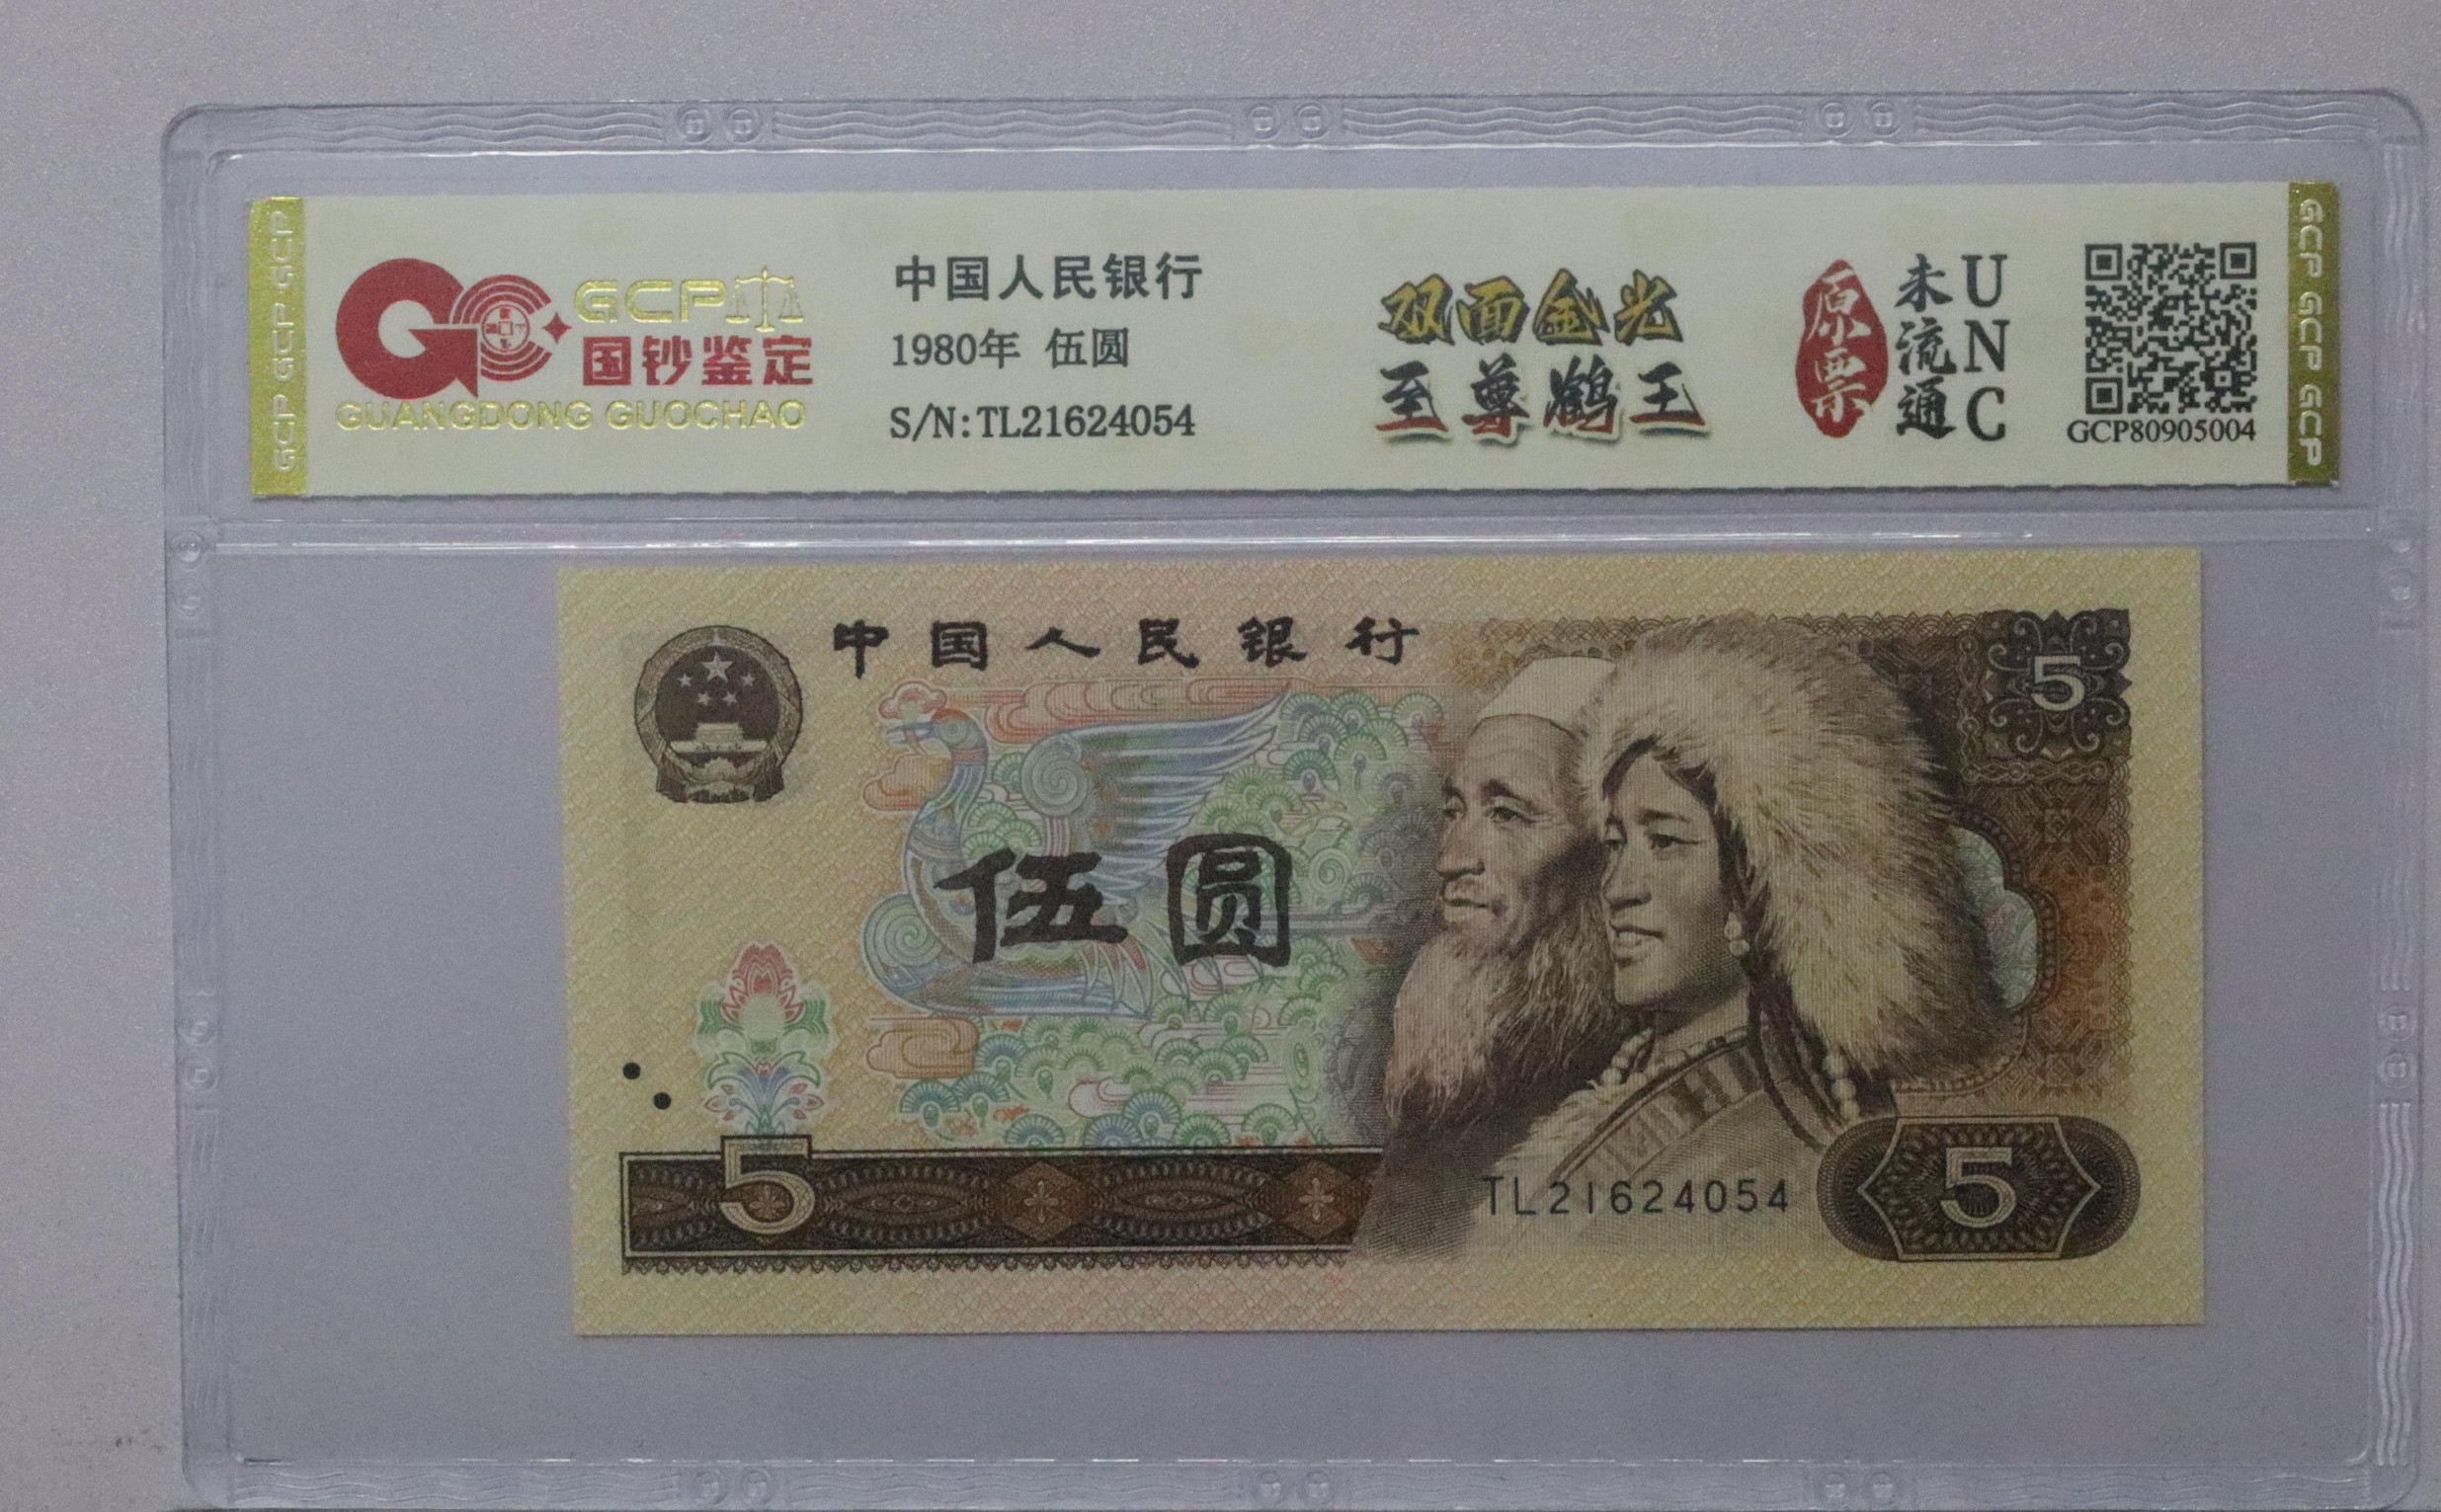 GCP GCP GCP
GCP
国钞鉴定
GUANGDONG GUOCHAO
中国人民银行
1980年 伍圆
S/N:TL21624054
双面金光
至尊鹤王
原票
未流通
UNC
GCP80905004
GCP GCP GCP
中国人民银行
5
伍圆
5
TL21624054
5